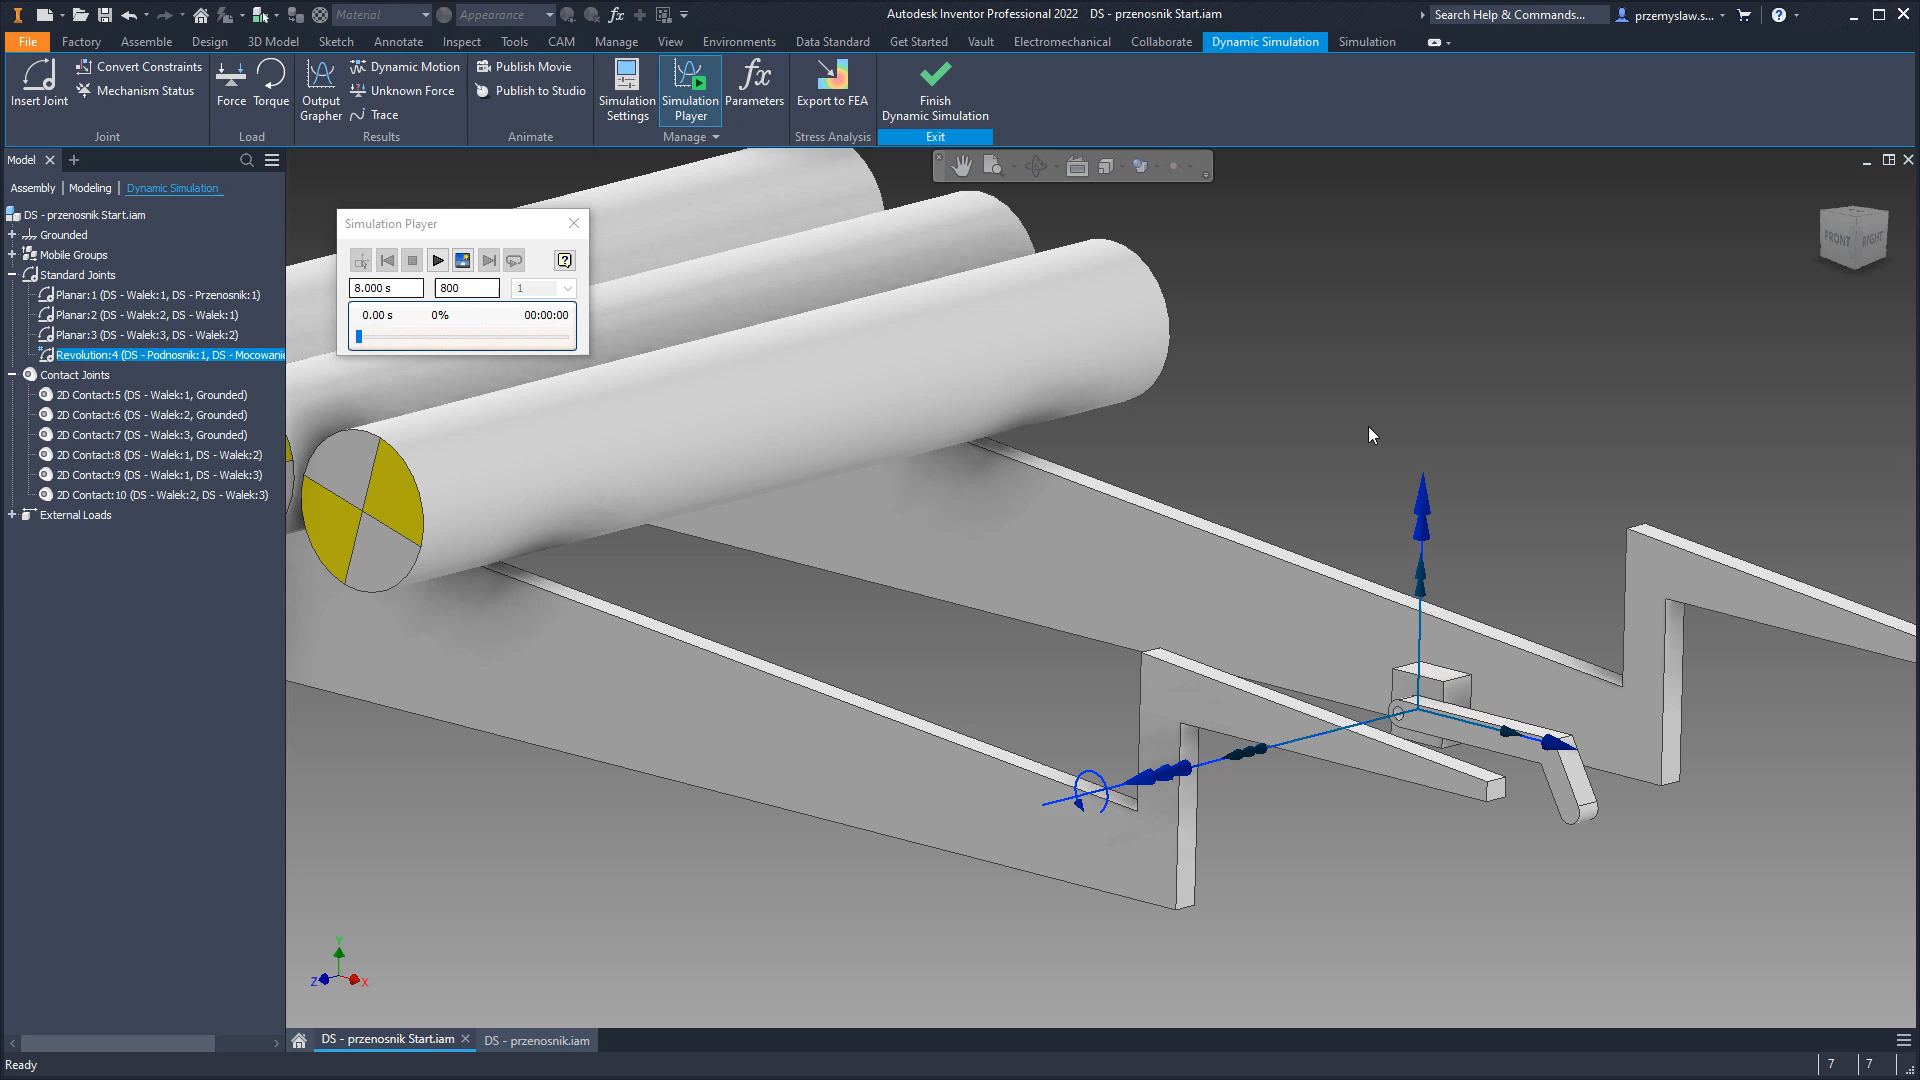 Material
Appearance
fx
Autodesk Inventor Professional 2022 DS - przenosnik Start.iam
Search Help & Commands...
przemyslaw.s...
File
Factory
Assemble
Design
3D Model
Sketch
Annotate
Inspect
Tools
CAM
Manage
View
Environments
Data Standard
Get Started
Vault
Electromechanical
Collaborate
Dynamic Simulation
Simulation
Insert Joint
Convert Constraints
Mechanism Status
Joint
Force
Torque
Load
Output Grapher
Dynamic Motion
Unknown Force
Trace
Results
Publish Movie
Publish to Studio
Animate
Simulation Settings
Simulation Player
fx
Parameters
Manage
Export to FEA
Stress Analysis
Finish
Dynamic Simulation
Exit
Model
Assembly | Modeling | Dynamic Simulation
DS - przenosnik Start.iam
Grounded
Mobile Groups
Standard Joints
Planar:1 (DS - Walek:1, DS - Przenosnik:1)
Planar:2 (DS - Walek:2, DS - Walek:1)
Planar:3 (DS - Walek:3, DS - Walek:2)
Revolution:4 (DS - Podnosnik:1, DS - Mocowanie
Contact Joints
2D Contact:5 (DS - Walek:1, Grounded)
2D Contact:6 (DS - Walek:2, Grounded)
2D Contact:7 (DS - Walek:3, Grounded)
2D Contact:8 (DS - Walek:1, DS - Walek:2)
2D Contact:9 (DS - Walek:1, DS - Walek:3)
2D Contact:10 (DS - Walek:2, DS - Walek:3)
External Loads
Simulation Player
8.000 s
800
1
0.00 s
0%
00:00:00
FRONT
RIGHT
Y
Z
X
DS - przenosnik Start.iam
DS - przenosnik.iam
Ready
7
7